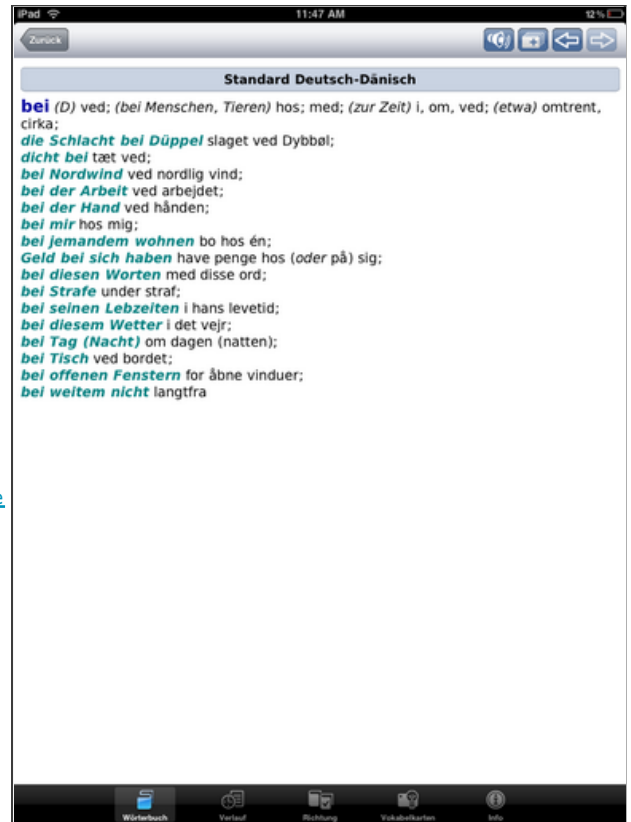 iPad 11:47 AM 12%
Zurück
Standard Deutsch-Dänisch
bei (D) ved; (bei Menschen, Tieren) hos; med; (zur Zeit) i, om, ved; (etwa) omtrent,
cirka;
die Schlacht bei Düppel slaget ved Dybbøl;
dicht bei tæt ved;
bei Nordwind ved nordlig vind;
bei der Arbeit ved arbejdet;
bei der Hand ved hånden;
bei mir hos mig;
bei jemandem wohnen bo hos én;
Geld bei sich haben have penge hos (oder på) sig;
bei diesen Worten med disse ord;
bei Strafe under straf;
bei seinen Lebzeiten i hans levetid;
bei diesem Wetter i det vejr;
bei Tag (Nacht) om dagen (natten);
bei Tisch ved bordet;
bei offenen Fenstern for åbne vinduer;
bei weitem nicht langtfra
e
Wörterbuch Verlauf Richtung Vokabelkarten Info